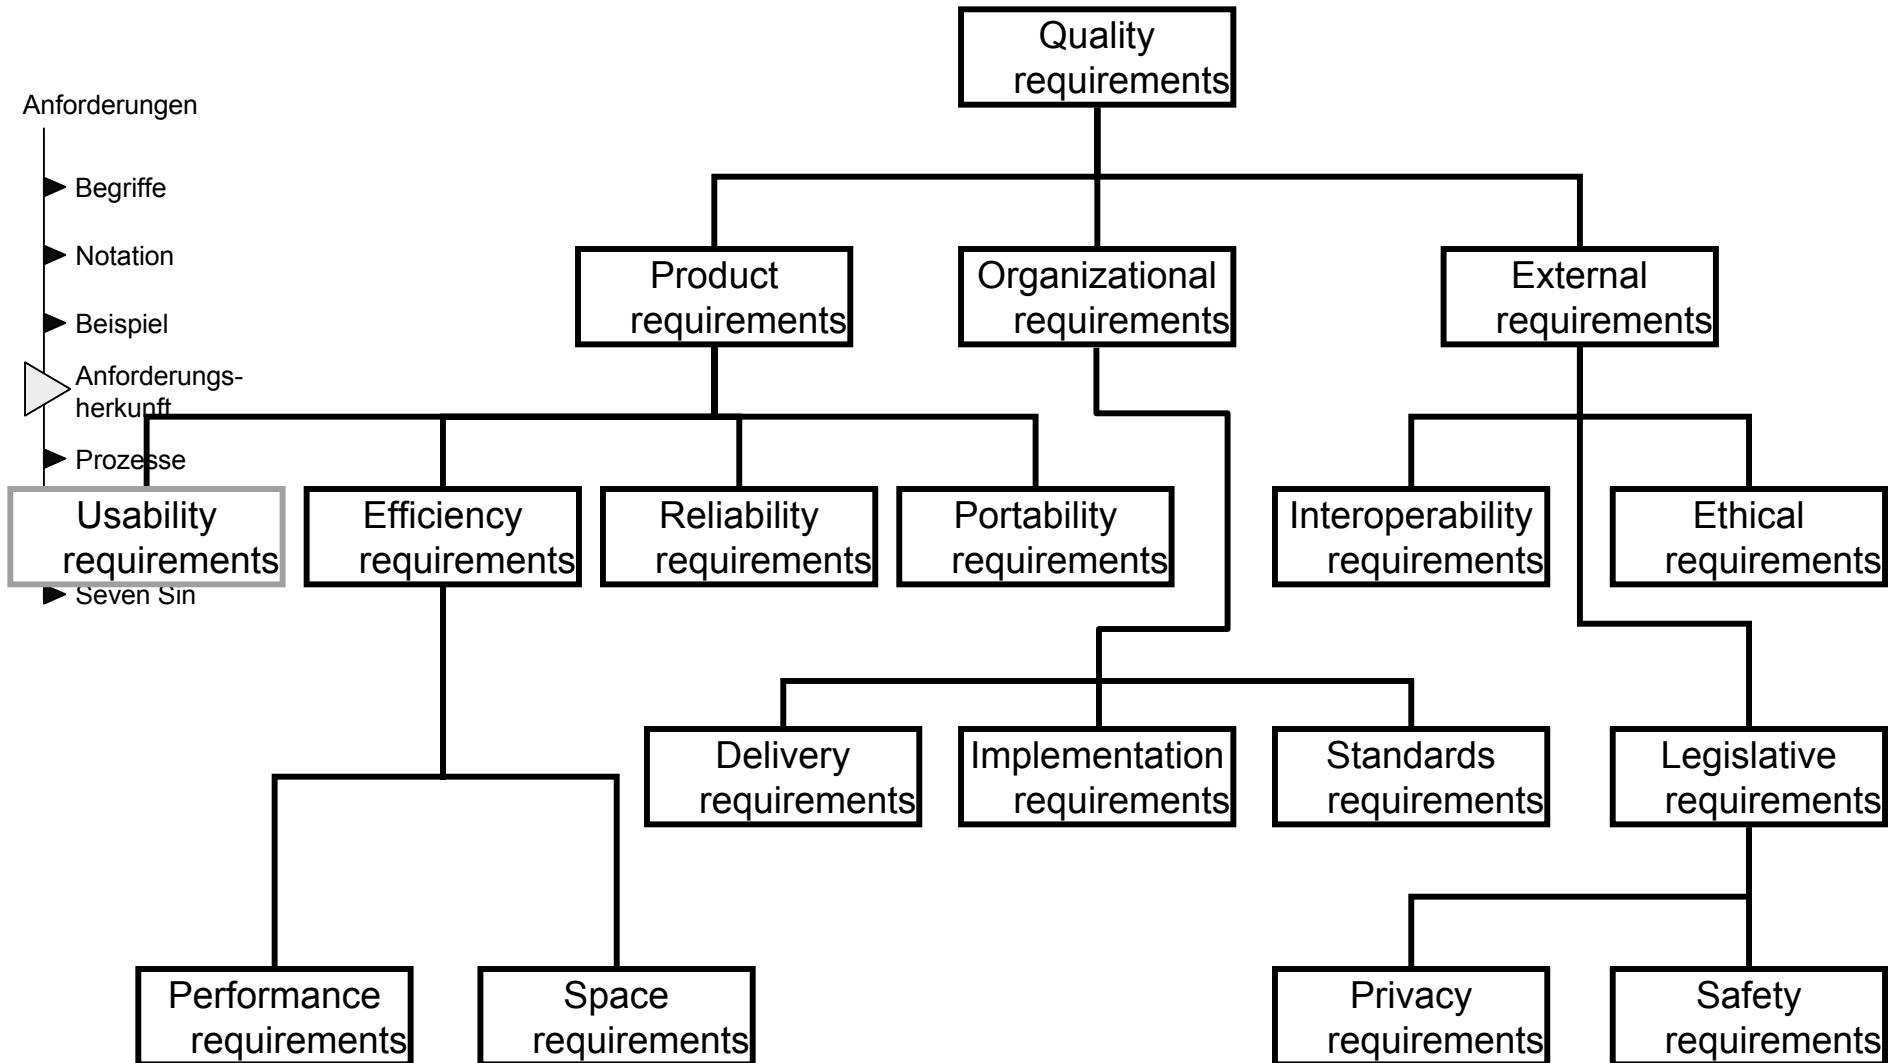 Quality
requirements
Anforderungen
Begriffe
Notation
Beispiel
Anforderungs-
herkunft
Prozesse
Seven Sin
Product
requirements
Organizational
requirements
External
requirements
Usability
requirements
Efficiency
requirements
Reliability
requirements
Portability
requirements
Interoperability
requirements
Ethical
requirements
Delivery
requirements
Implementation
requirements
Standards
requirements
Legislative
requirements
Performance
requirements
Space
requirements
Privacy
requirements
Safety
requirements